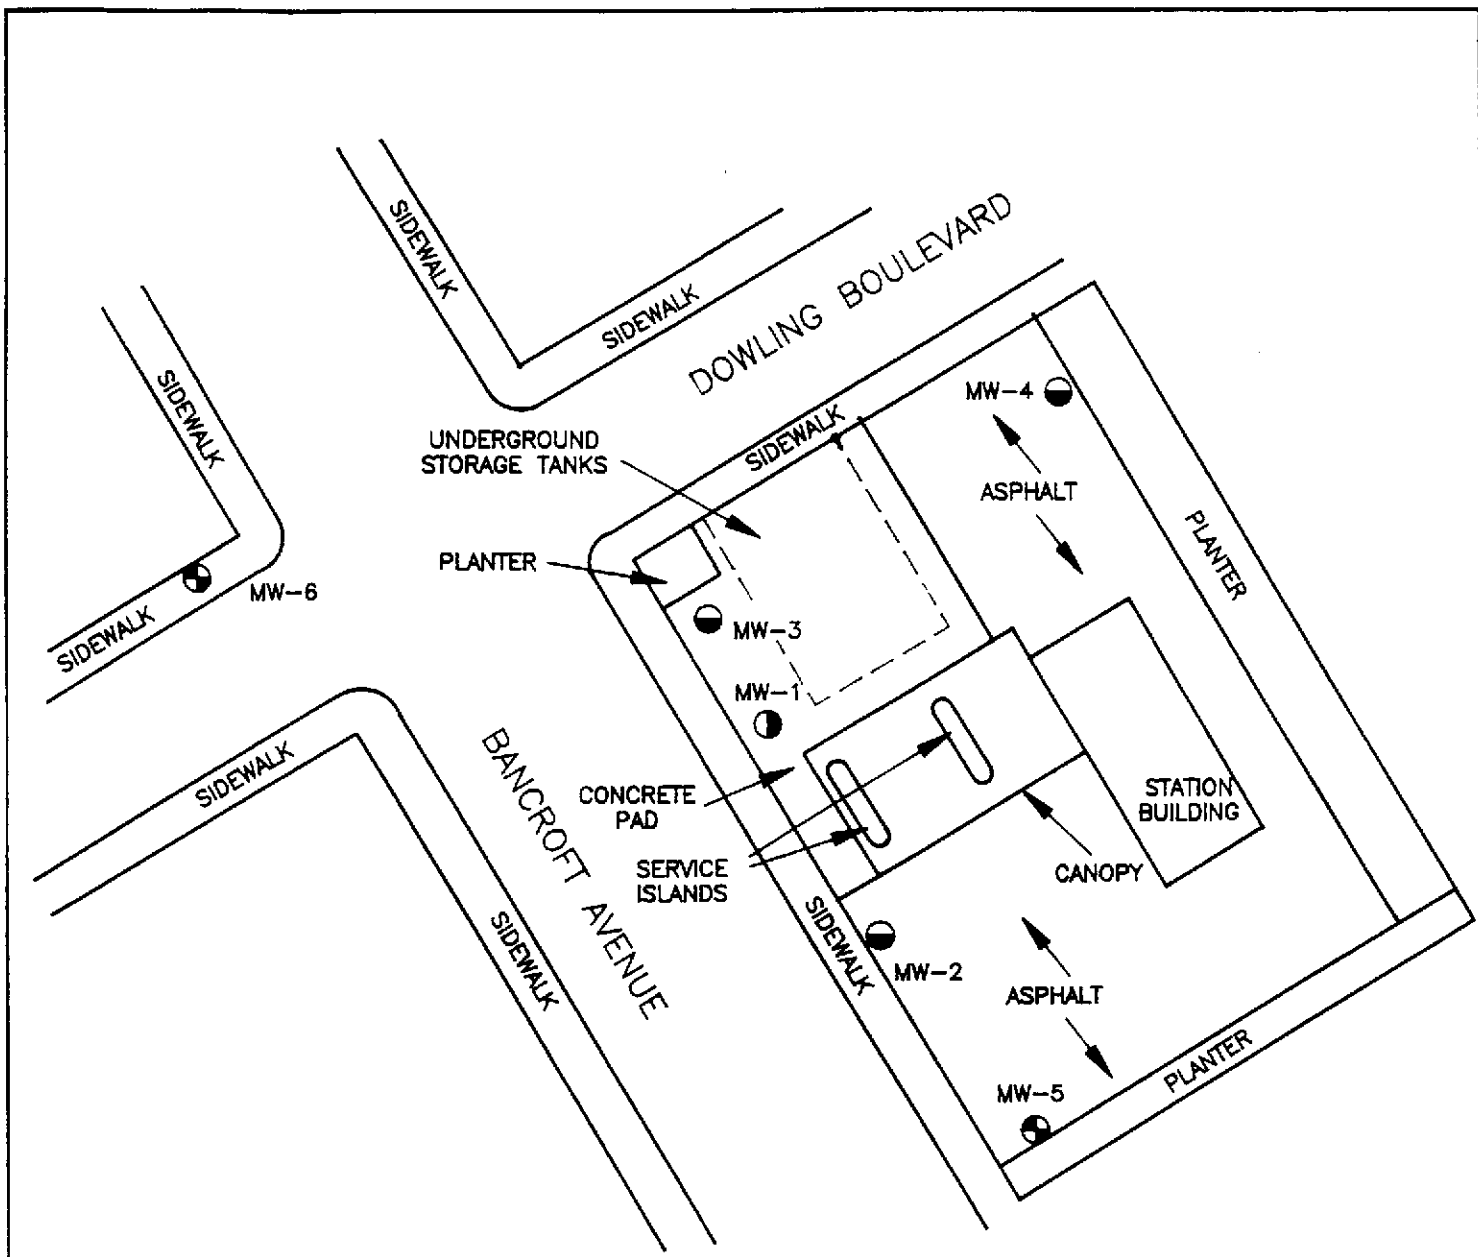 SIDEWALK
SIDEWALK
DOWLING BOULEVARD
SIDEWALK
MW-4
UNDERGROUND
STORAGE TANKS
SIDEWALK
ASPHALT
PLANTER
PLANTER
MW-6
SIDEWALK
MW-3
MW-1
BANCROFT AVENUE
SIDEWALK
CONCRETE
PAD
STATION
BUILDING
SERVICE
ISLANDS
CANOPY
SIDEWALK
SIDEWALK
MW-2
ASPHALT
PLANTER
MW-5